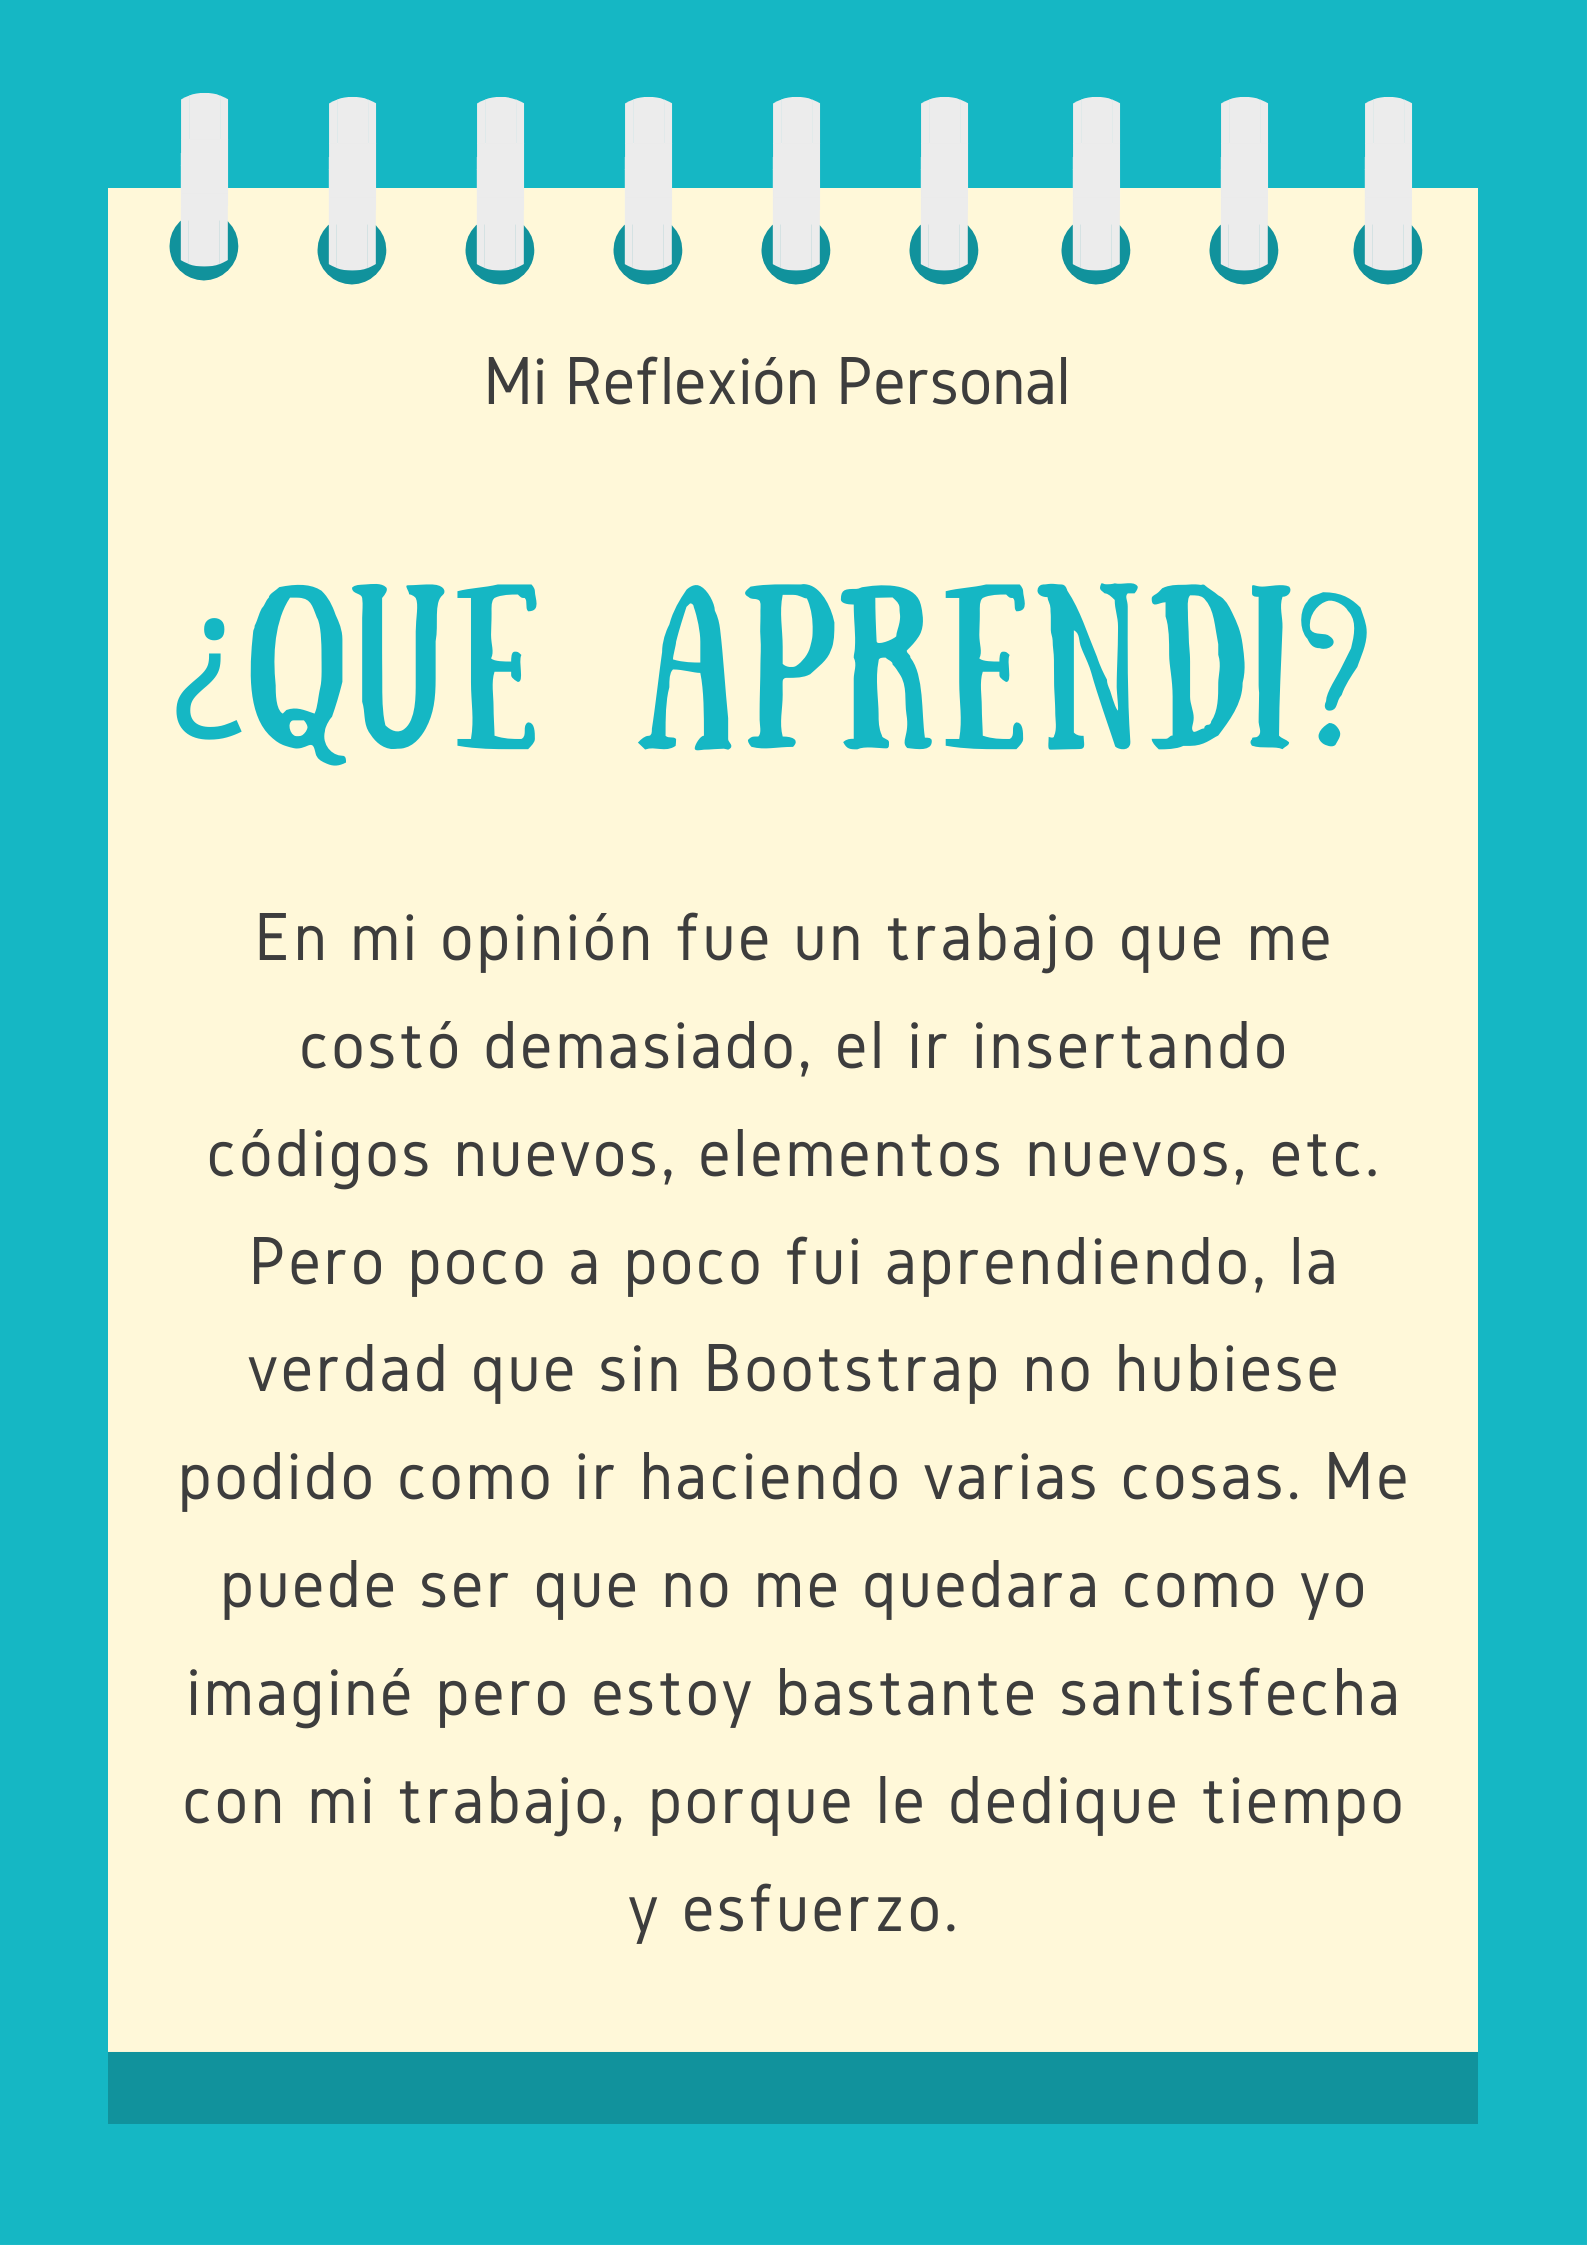 Mi Reflexión Personal
¿QUE APRENDI?
En mi opinión fue un trabajo que me
costó demasiado, el ir insertando
códigos nuevos, elementos nuevos, etc.
Pero poco a poco fui aprendiendo, la
verdad que sin Bootstrap no hubiese
podido como ir haciendo varias cosas. Me
puede ser que no me quedara como yo
imaginé pero estoy bastante santisfecha
con mi trabajo, porque le dedique tiempo
y esfuerzo.